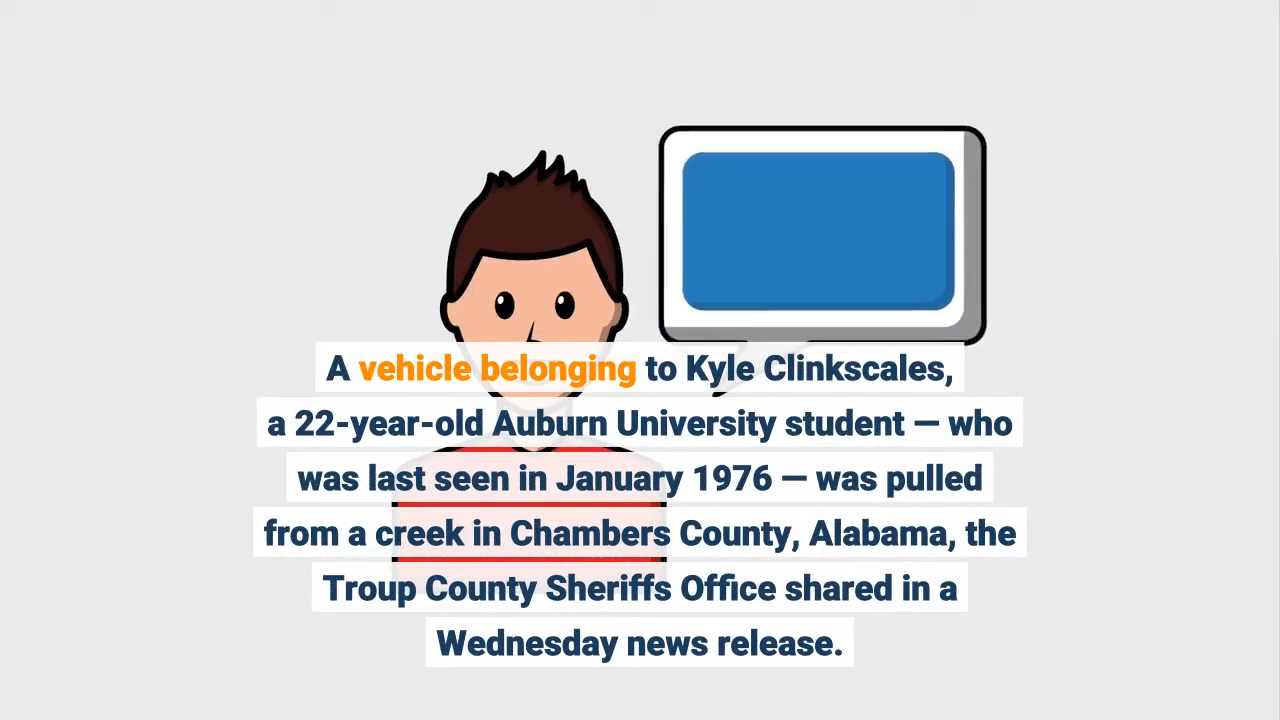 A vehicle belonging to Kyle Clinkscales,
a 22-year-old Auburn University student — who
was last seen in January 1976 — was pulled
from a creek in Chambers County, Alabama, the
Troup County Sheriffs Office shared in a
Wednesday news release.